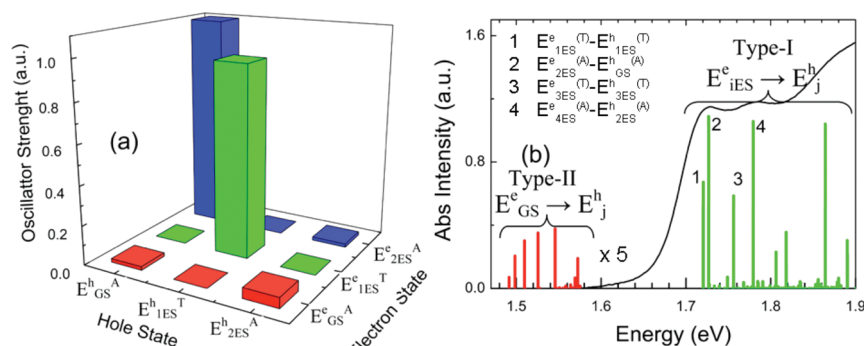 Oscillattor Strenght (a.u.)
1.0
0.8
0.6
0.4
0.2
0.0
(a)
E^h_GS^A
E^h_1ES^T
E^h_2ES^A
Hole State
E^e_GS^A
E^e_1ES^T
E^e_2ES^A
Electron State
Abs Intensity (a.u.)
1.6
0.8
0.0
1 E^e_1ES^(T)-E^h_1ES^(T)
2 E^e_2ES^(A)-E^h_GS^(A)
3 E^e_3ES^(T)-E^h_3ES^(T)
4 E^e_4ES^(A)-E^h_2ES^(A)
Type-I
E^e_iES → E^h_j
(b)
Type-II
E^e_GS → E^h_j
x 5
1
2
3
4
1.5 1.6 1.7 1.8 1.9
Energy (eV)